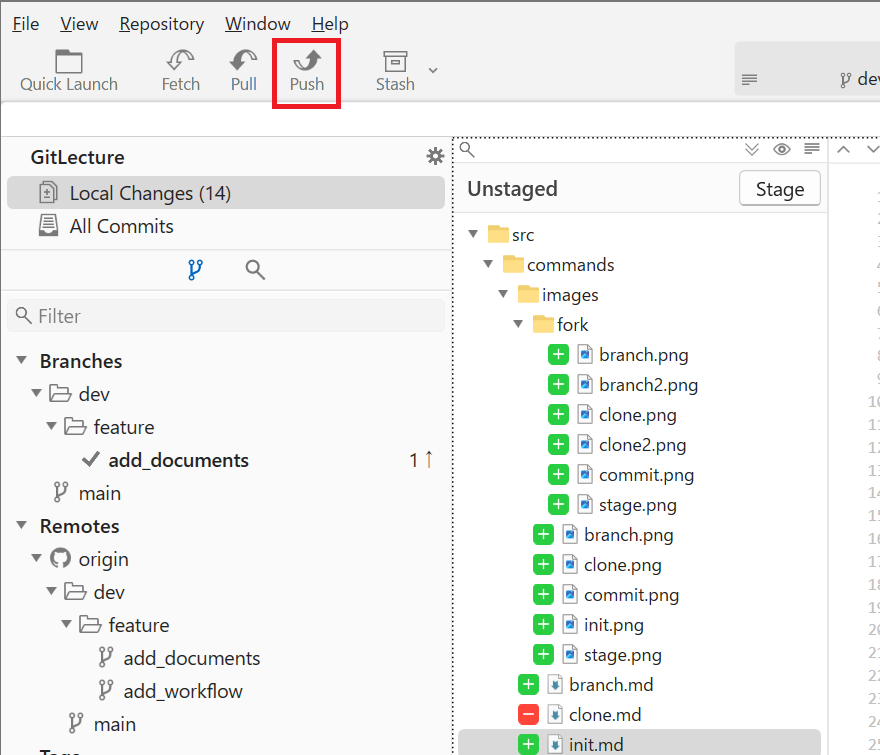 File View Repository Window Help
Quick Launch Fetch Pull Push Stash
GitLecture
Local Changes (14)
All Commits
Filter
Branches
dev
feature
add_documents 1↑
main
Remotes
origin
dev
feature
add_documents
add_workflow
main
Unstaged Stage
src
commands
images
fork
branch.png
branch2.png
clone.png
clone2.png
commit.png
stage.png
branch.png
clone.png
commit.png
init.png
stage.png
branch.md
clone.md
init.md